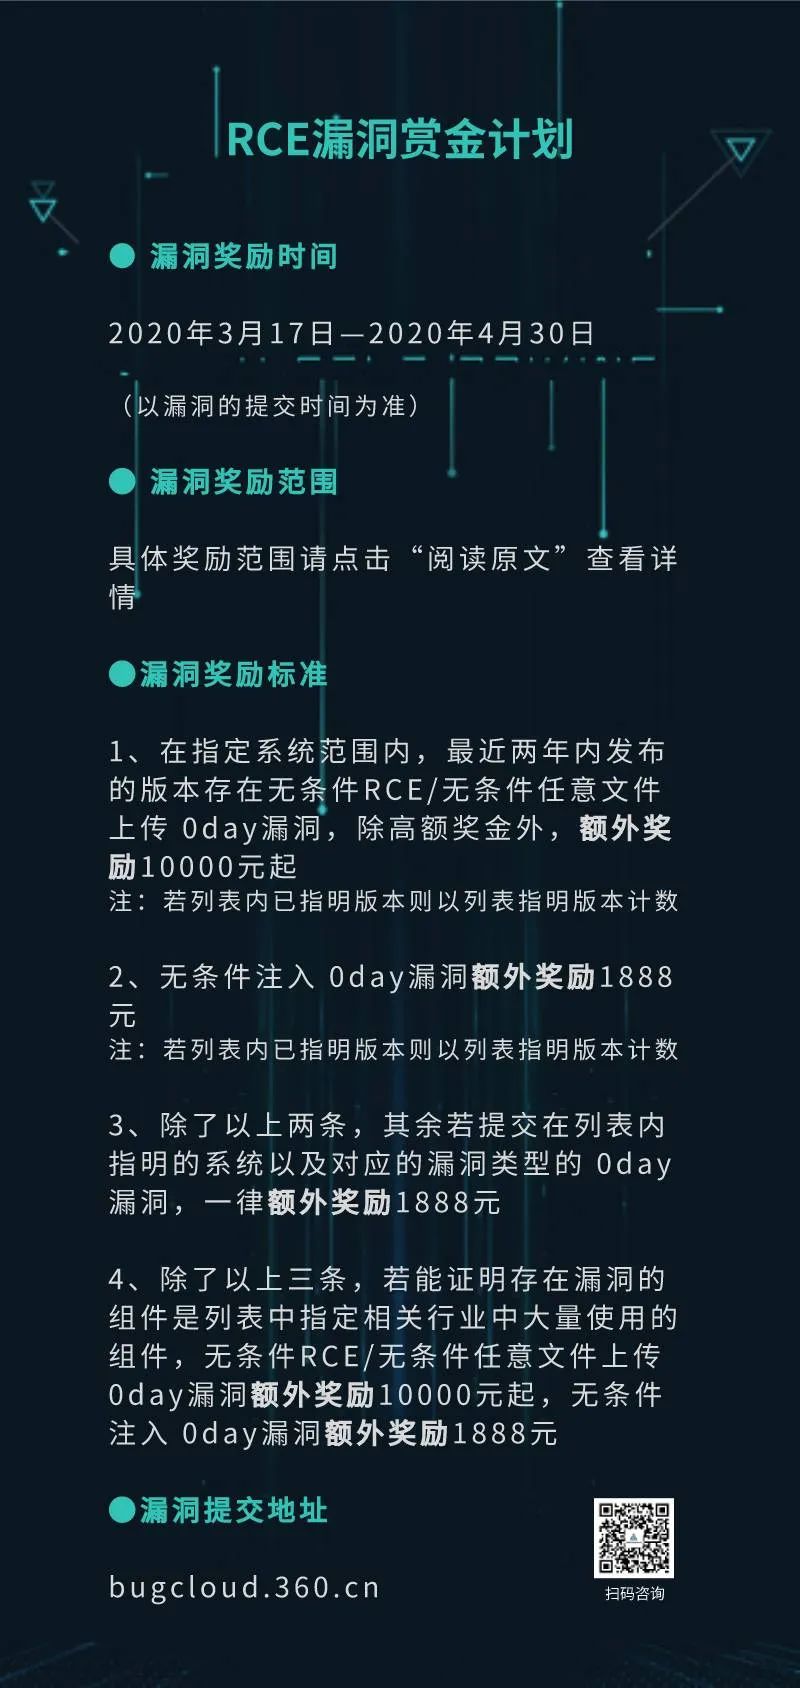 RCE漏洞赏金计划
● 漏洞奖励时间
2020年3月17日—2020年4月30日
（以漏洞的提交时间为准）
● 漏洞奖励范围
具体奖励范围请点击“阅读原文”查看详
情
●漏洞奖励标准
1、在指定系统范围内，最近两年内发布
的版本存在无条件RCE/无条件任意文件
上传 0day漏洞，除高额奖金外，额外奖
励10000元起
注：若列表内已指明版本则以列表指明版本计数
2、无条件注入 0day漏洞额外奖励1888
元
注：若列表内已指明版本则以列表指明版本计数
3、除了以上两条，其余若提交在列表内
指明的系统以及对应的漏洞类型的 0day
漏洞，一律额外奖励1888元
4、除了以上三条，若能证明存在漏洞的
组件是列表中指定相关行业中大量使用的
组件，无条件RCE/无条件任意文件上传
0day漏洞额外奖励10000元起，无条件
注入 0day漏洞额外奖励1888元
●漏洞提交地址
bugcloud.360.cn
扫码咨询